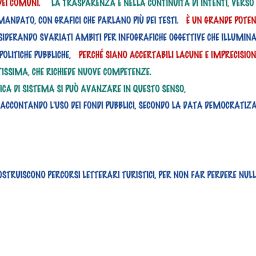 DEI COMUNI. LA TRASPARENZA È NELLA CONTINUITÀ DI INTENTI, VERSO
MANDATO, CON GRAFICI CHE PARLANO PIÙ DEI TESTI. È UN GRANDE POTEN
SIDERANDO SVARIATI AMBITI PER INFOGRAFICHE OGGETTIVE CHE ILLUMINA
POLITICHE PUBBLICHE, PERCHÉ SIANO ACCERTABILI LACUNE E IMPRECISION
TISSIMA, CHE RICHIEDE NUOVE COMPETENZE.
ICA DI SISTEMA SI PUÒ AVANZARE IN QUESTO SENSO,
RACCONTANDO L'USO DEI FONDI PUBBLICI, SECONDO LA DATA DEMOCRATIZA
OSTRUISCONO PERCORSI LETTERARI TURISTICI, PER NON FAR PERDERE NULL